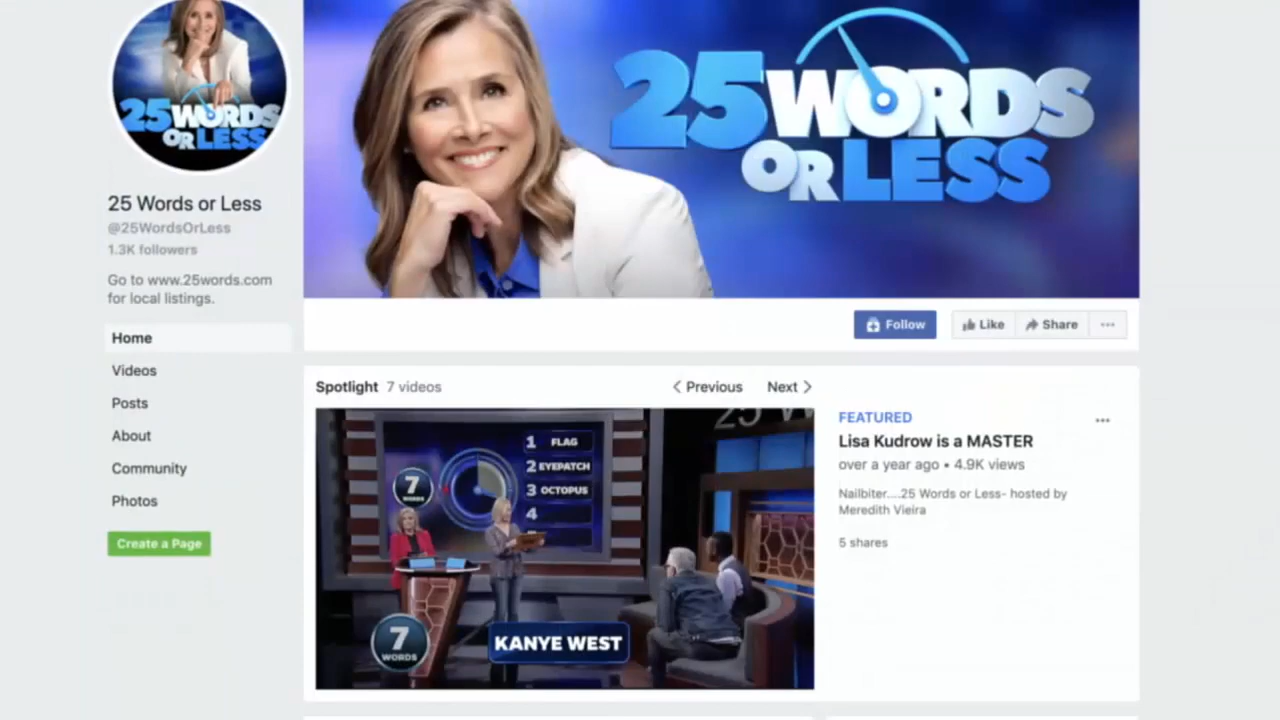 25 WORDS
OR LESS
25 WORDS
OR LESS
25 Words or Less
@25WordsOrLess
1.3K followers
Go to www.25words.com
for local listings.
Home
Videos
Posts
About
Community
Photos
Create a Page
Follow
Like
Share
Spotlight 7 videos
Previous
Next
25 W
1 FLAG
2 EYEPATCH
3 OCTOPUS
4
7
WORDS
7
WORDS
KANYE WEST
FEATURED
Lisa Kudrow is a MASTER
over a year ago • 4.9K views
Nailbiter....25 Words or Less- hosted by
Meredith Vieira
5 shares